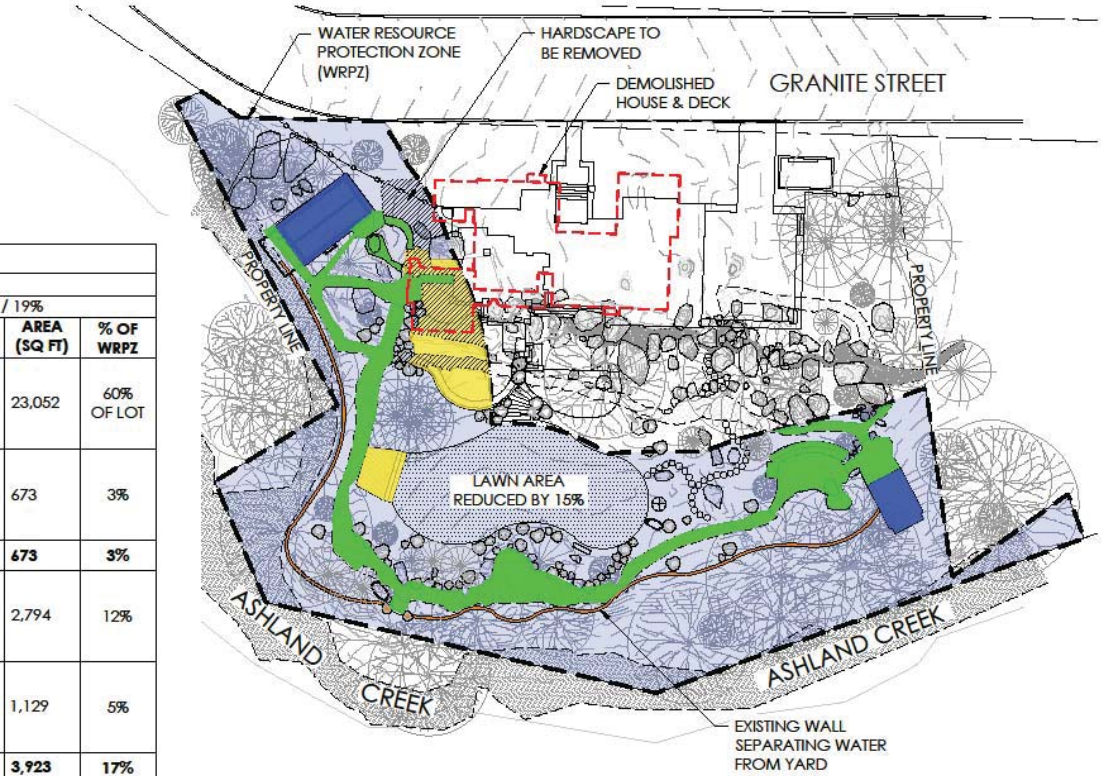 WATER RESOURCE
PROTECTION ZONE
(WRPZ)
HARDSCAPE TO
BE REMOVED
DEMOLISHED
HOUSE & DECK
GRANITE STREET
PROPERTY LINE
PROPERTY LINE
LAWN AREA
REDUCED BY 15%
ASHLAND
CREEK
ASHLAND CREEK
EXISTING WALL
SEPARATING WATER
FROM YARD
/ 19%
AREA
(SQ FT)
% OF
WRPZ
23,052
60%
OF LOT
673
3%
673
3%
2,794
12%
1,129
5%
3,923
17%